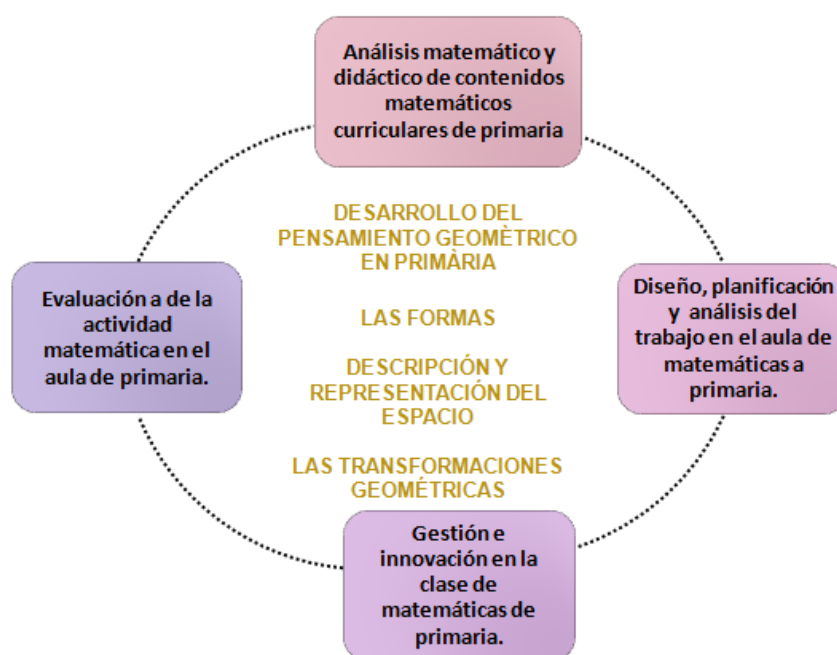 Análisis matemático y
didáctico de contenidos
matemáticos
curriculares de primaria
DESARROLLO DEL
PENSAMIENTO GEOMÈTRICO
EN PRIMÀRIA
LAS FORMAS
DESCRIPCIÓN Y
REPRESENTACIÓN DEL
ESPACIO
LAS TRANSFORMACIONES
GEOMÉTRICAS
Evaluación a de la
actividad
matemática en el
aula de primaria.
Diseño, planificación
y análisis del
trabajo en el aula de
matemáticas a
primaria.
Gestión e
innovación en la
clase de
matemáticas de
primaria.